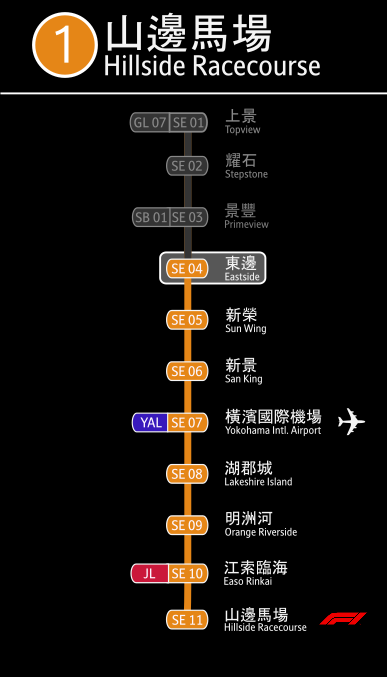 1
山邊馬場
Hillside Racecourse
GL 07 SE 01 上景
Topview
SE 02 耀石
Stepstone
SB 01 SE 03 景豐
Primeview
SE 04 東邊
Eastside
SE 05 新榮
Sun Wing
SE 06 新景
San King
YAL SE 07 橫濱國際機場
Yokohama Intl. Airport
SE 08 湖郡城
Lakeshire Island
SE 09 明洲河
Orange Riverside
JL SE 10 江索臨海
Easo Rinkai
SE 11 山邊馬場
Hillside Racecourse